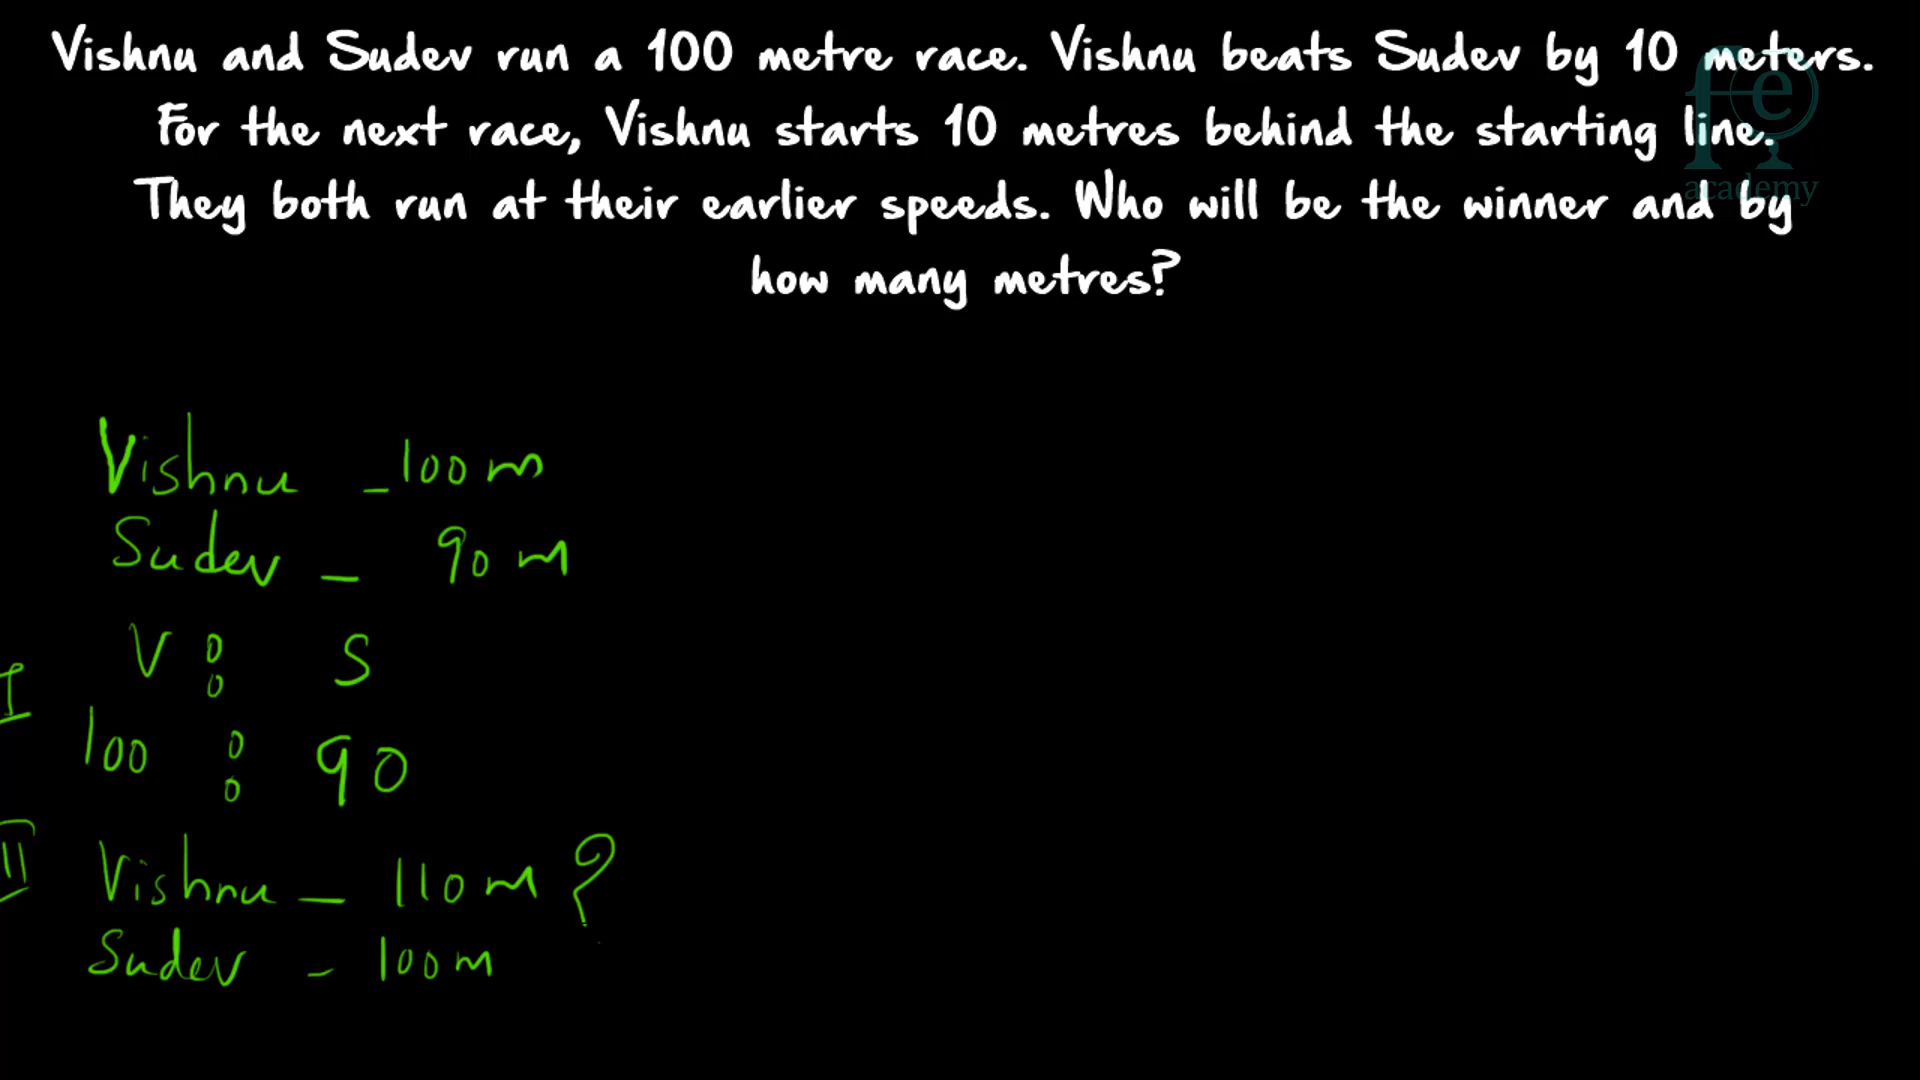 Vishnu and Sudev run a 100 metre race. Vishnu beats Sudev by 10 meters.
For the next race, Vishnu starts 10 metres behind the starting line.
They both run at their earlier speeds. Who will be the winner and by
how many metres?
fe
academy
Vishnu - 100 m
Sudev - 90 m
I V : S
100 : 90
II Vishnu - 110 m ?
Sudev - 100 m